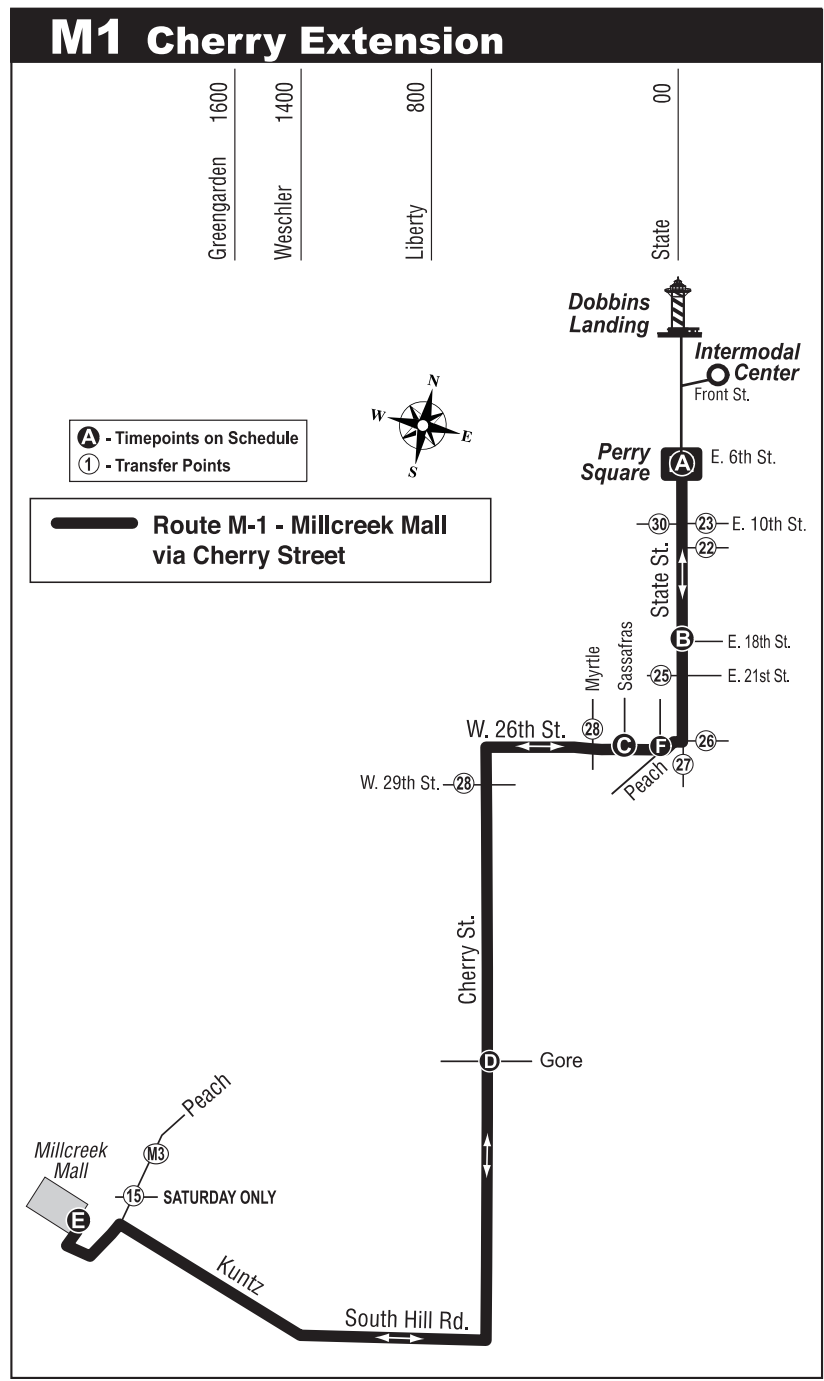 M1 Cherry Extension
Greengarden 1600
Weschler 1400
Liberty 800
State 00
Dobbins
Landing
Intermodal
Center
Front St.
N
W
E
S
A - Timepoints on Schedule
1 - Transfer Points
Perry
Square
A
E. 6th St.
Route M-1 - Millcreek Mall
via Cherry Street
30
23
E. 10th St.
22
State St.
B
E. 18th St.
Myrtle
Sassafras
25
E. 21st St.
W. 26th St.
28
C
F
26
27
Peach
W. 29th St.
28
Cherry St.
D
Gore
Peach
M3
Millcreek
Mall
15
SATURDAY ONLY
E
Kuntz
South Hill Rd.